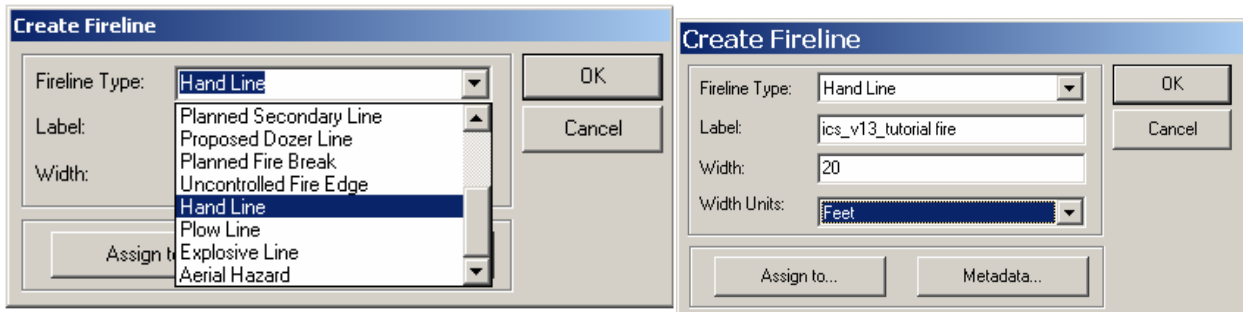 Create Fireline
Fireline Type: Hand Line
OK
Label:
Cancel
Width:
Planned Secondary Line
Proposed Dozer Line
Planned Fire Break
Uncontrolled Fire Edge
Hand Line
Plow Line
Explosive Line
Aerial Hazard
Assign
Create Fireline
Fireline Type: Hand Line
OK
Label: ics_v13_tutorial fire
Cancel
Width: 20
Width Units: Feet
Assign to... Metadata...